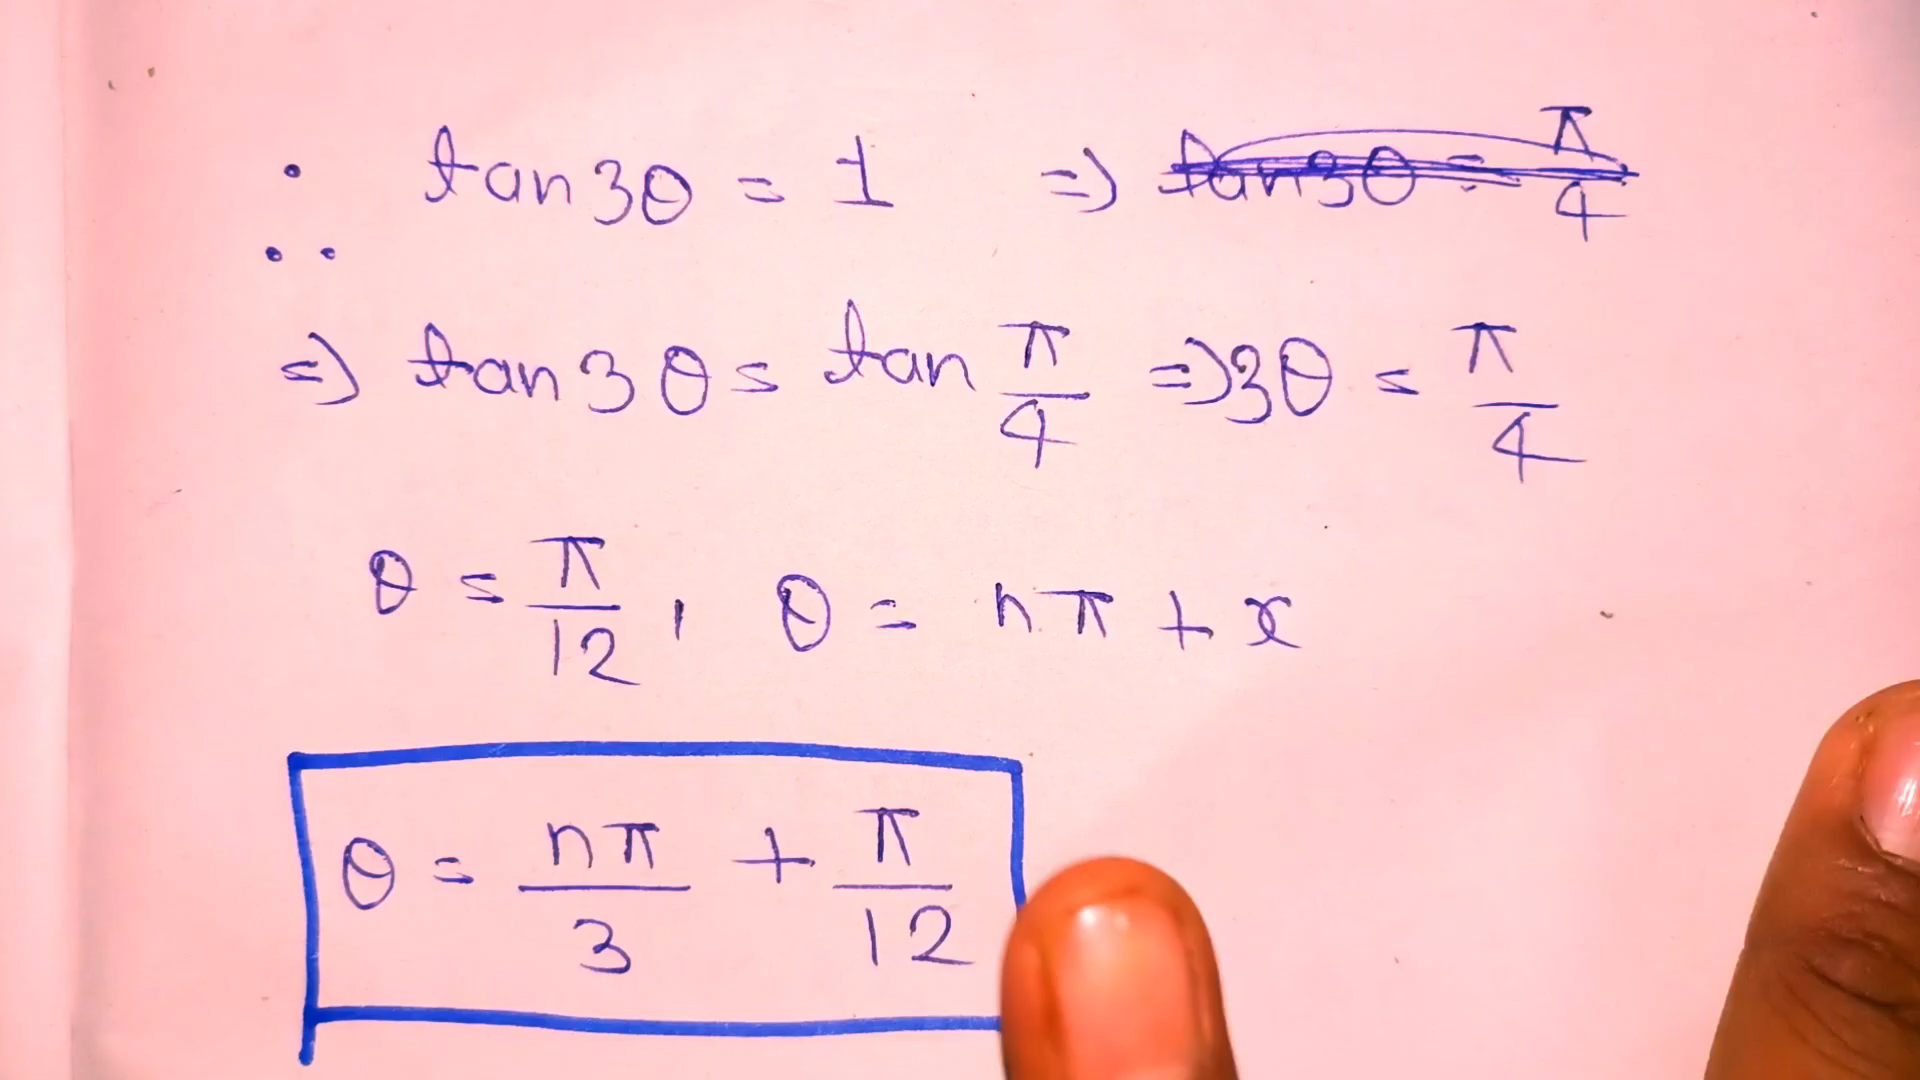 ∴ tan3θ = 1 => tan3θ = π/4
=> tan3θ = tan π/4 => 3θ = π/4
θ = π/12, θ = nπ + x
θ = nπ/3 + π/12